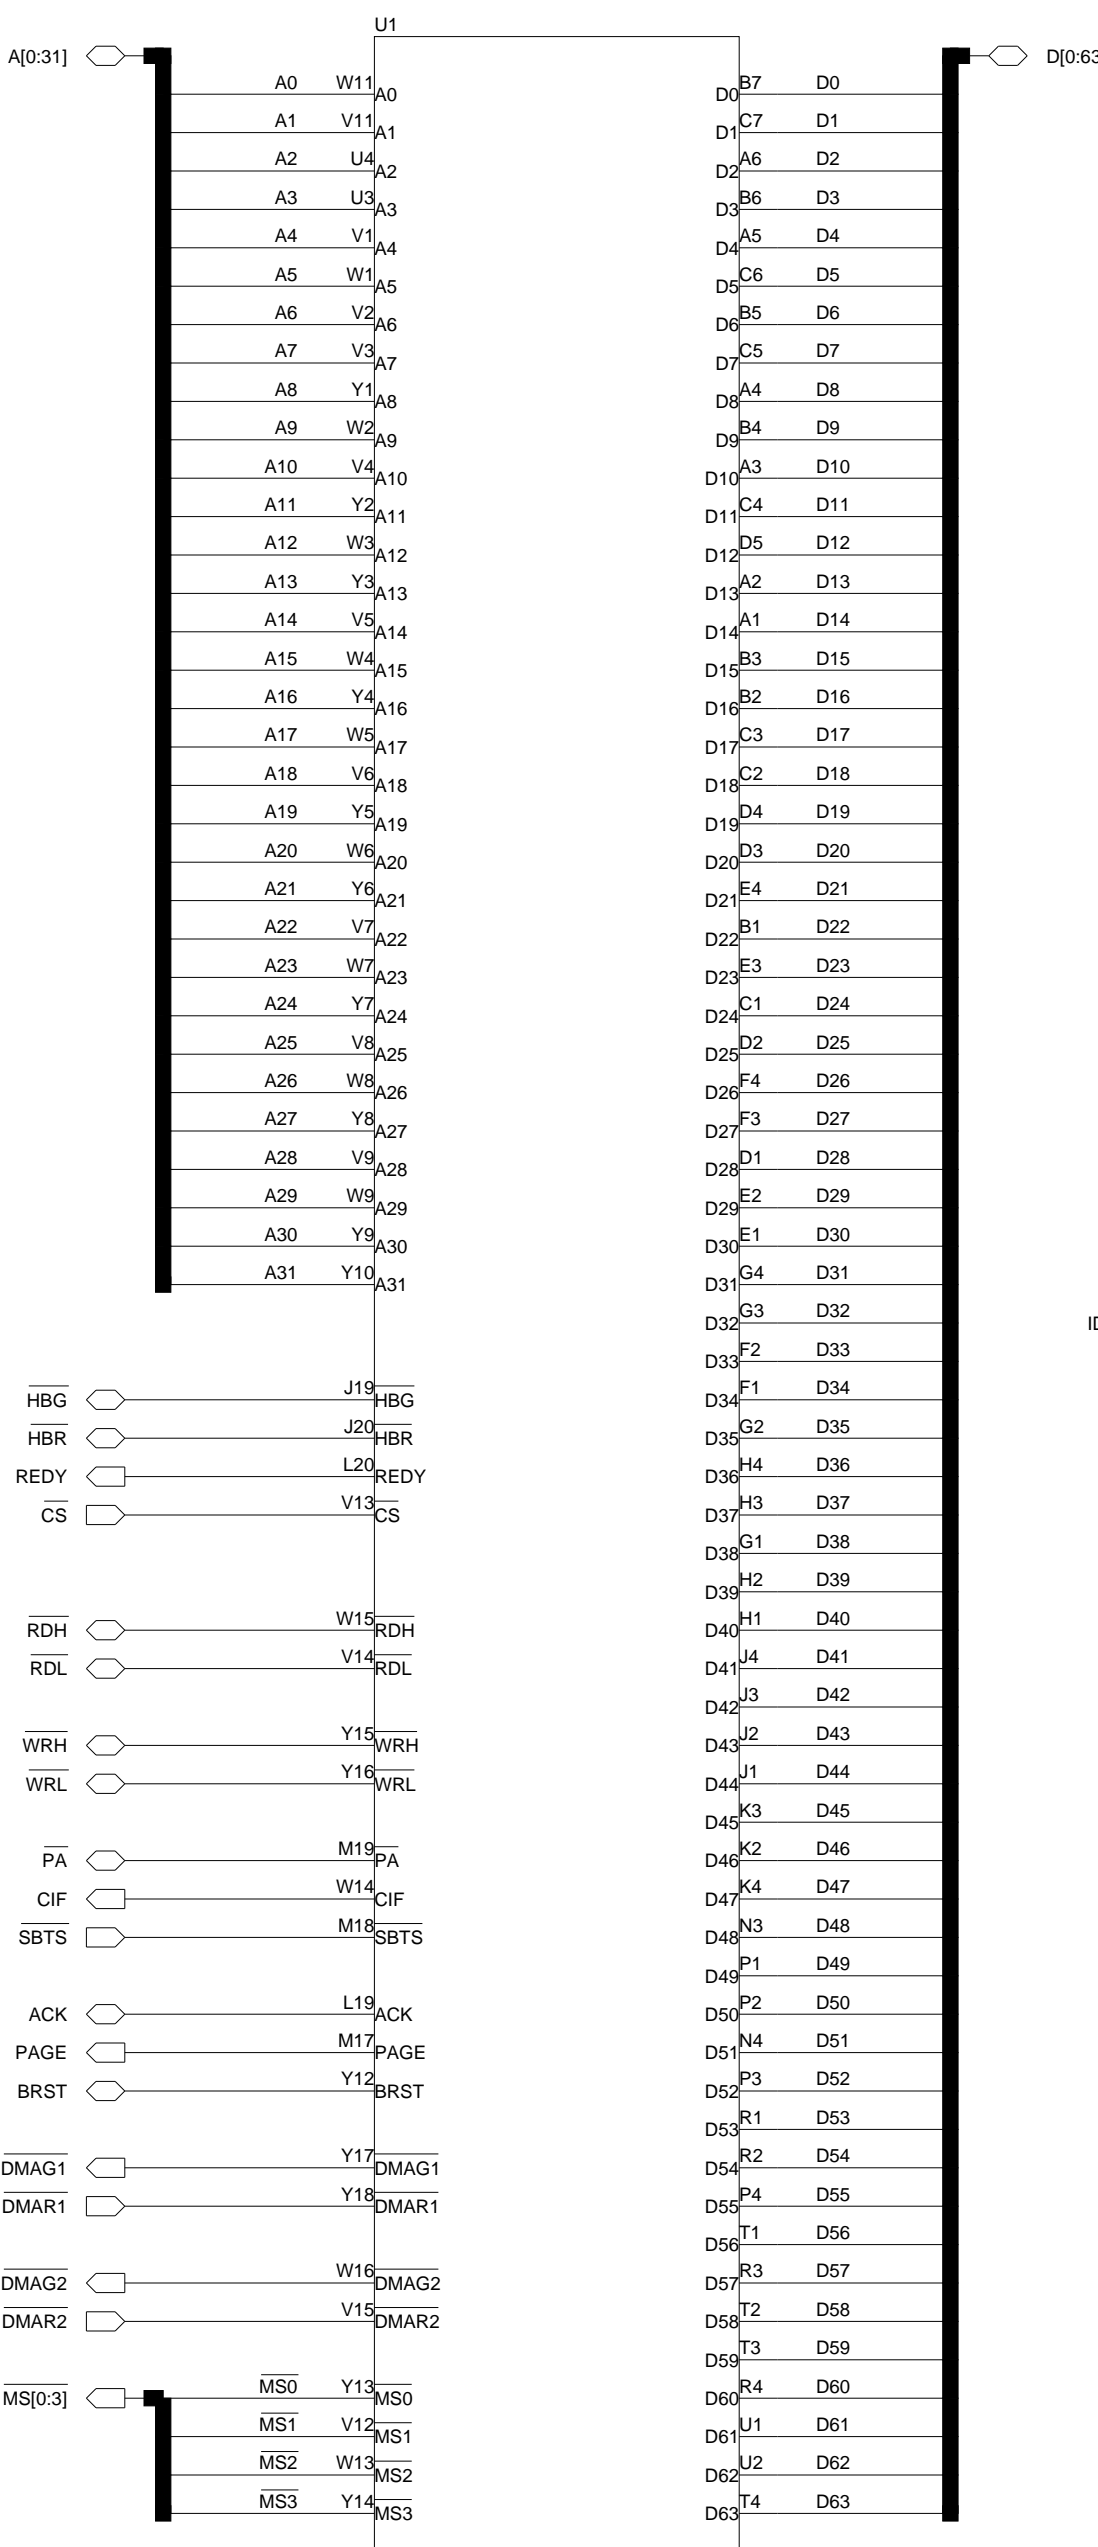 U1
A[0:31] D[0:63
A0 W11 A0 D0 B7 D0
A1 V11 A1 D1 C7 D1
A2 U4 A2 D2 A6 D2
A3 U3 A3 D3 B6 D3
A4 V1 A4 D4 A5 D4
A5 W1 A5 D5 C6 D5
A6 V2 A6 D6 B5 D6
A7 V3 A7 D7 C5 D7
A8 Y1 A8 D8 A4 D8
A9 W2 A9 D9 B4 D9
A10 V4 A10 D10 A3 D10
A11 Y2 A11 D11 C4 D11
A12 W3 A12 D12 D5 D12
A13 Y3 A13 D13 A2 D13
A14 V5 A14 D14 A1 D14
A15 W4 A15 D15 B3 D15
A16 Y4 A16 D16 B2 D16
A17 W5 A17 D17 C3 D17
A18 V6 A18 D18 C2 D18
A19 Y5 A19 D19 D4 D19
A20 W6 A20 D20 D3 D20
A21 Y6 A21 D21 E4 D21
A22 V7 A22 D22 B1 D22
A23 W7 A23 D23 E3 D23
A24 Y7 A24 D24 C1 D24
A25 V8 A25 D25 D2 D25
A26 W8 A26 D26 F4 D26
A27 Y8 A27 D27 F3 D27
A28 V9 A28 D28 D1 D28
A29 W9 A29 D29 E2 D29
A30 Y9 A30 D30 E1 D30
A31 Y10 A31 D31 G4 D31
D32 G3 D32 ID
D33 F2 D33
HBG J19 HBG D34 F1 D34
HBR J20 HBR D35 G2 D35
REDY L20 REDY D36 H4 D36
CS V13 CS D37 H3 D37
D38 G1 D38
D39 H2 D39
RDH W15 RDH D40 H1 D40
RDL V14 RDL D41 J4 D41
D42 J3 D42
WRH Y15 WRH D43 J2 D43
WRL Y16 WRL D44 J1 D44
D45 K3 D45
PA M19 PA D46 K2 D46
CIF W14 CIF D47 K4 D47
SBTS M18 SBTS D48 N3 D48
D49 P1 D49
ACK L19 ACK D50 P2 D50
PAGE M17 PAGE D51 N4 D51
BRST Y12 BRST D52 P3 D52
D53 R1 D53
DMAG1 Y17 DMAG1 D54 R2 D54
DMAR1 Y18 DMAR1 D55 P4 D55
D56 T1 D56
DMAG2 W16 DMAG2 D57 R3 D57
DMAR2 V15 DMAR2 D58 T2 D58
D59 T3 D59
MS[0:3] MS0 Y13 MS0 D60 R4 D60
MS1 V12 MS1 D61 U1 D61
MS2 W13 MS2 D62 U2 D62
MS3 Y14 MS3 D63 T4 D63